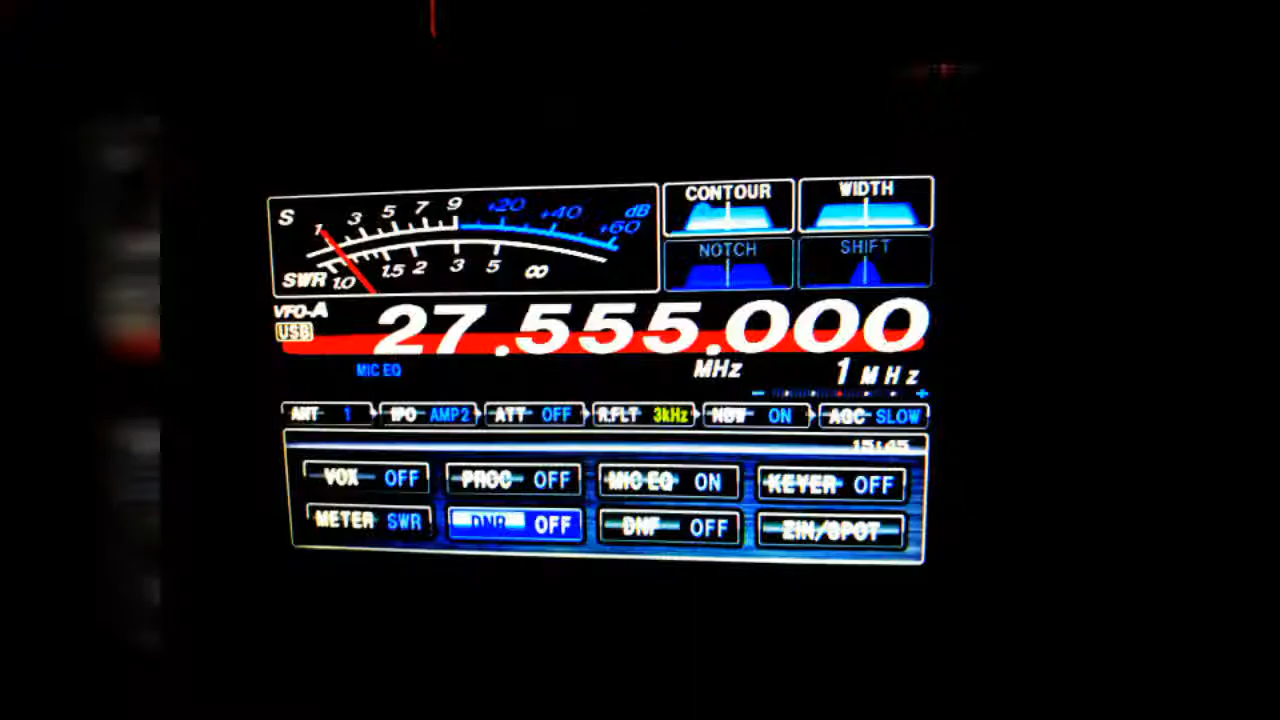 S 1 3 5 7 9 +20 +40 +60 dB
SWR 1.0 1.5 2 3 5 ∞
CONTOUR WIDTH
NOTCH SHIFT
VFO-A
USB
27.555.000
MIC EQ MHz 1 MHz
- +
ANT 1 IPO AMP2 ATT OFF R.FLT 3kHz NBW ON AGC SLOW
15:45
VOX OFF PROC OFF MIC EQ ON KEYER OFF
METER SWR DNR OFF DNF OFF ZIN/SPOT